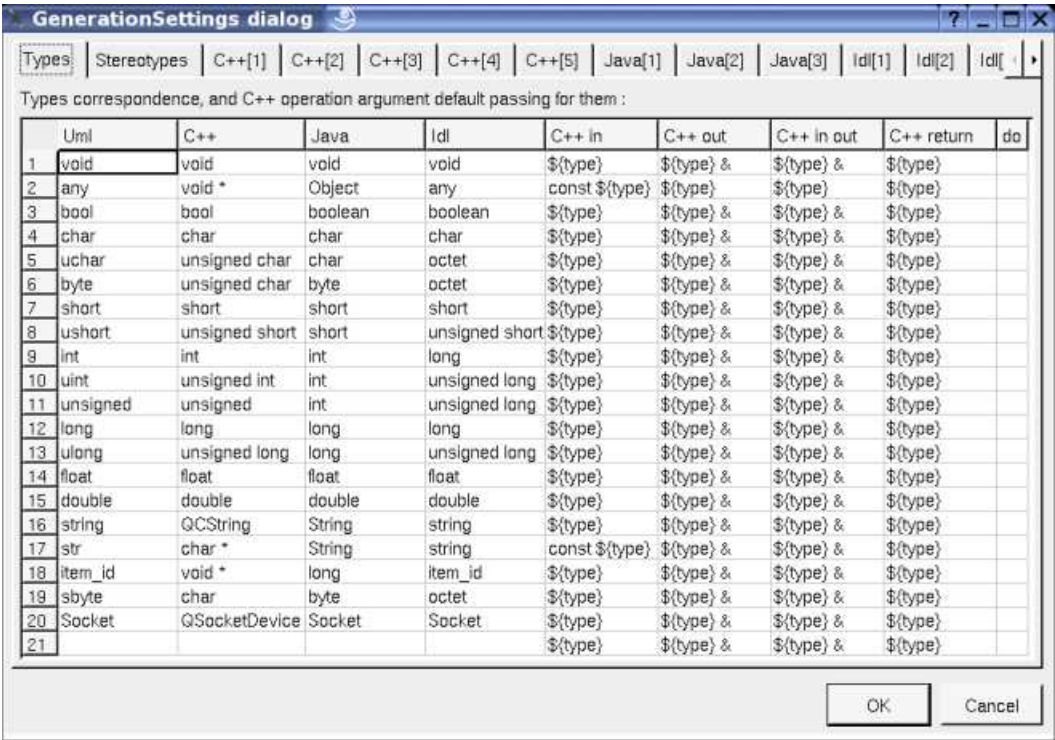 GenerationSettings dialog ? _
Types Stereotypes C++[1] C++[2] C++[3] C++[4] C++[5] Java[1] Java[2] Java[3] Idl[1] Idl[2] Idl[
Types correspondence, and C++ operation argument default passing for them :
Uml C++ Java Idl C++ in C++ out C++ in out C++ return do
1 void void void void ${type} ${type} & ${type} & ${type}
2 any void * Object any const ${type} ${type} ${type} ${type}
3 bool bool boolean boolean ${type} ${type} & ${type} & ${type}
4 char char char char ${type} ${type} & ${type} & ${type}
5 uchar unsigned char char octet ${type} ${type} & ${type} & ${type}
6 byte unsigned char byte octet ${type} ${type} & ${type} & ${type}
7 short short short short ${type} ${type} & ${type} & ${type}
8 ushort unsigned short short unsigned short ${type} ${type} & ${type} & ${type}
9 int int int long ${type} ${type} & ${type} & ${type}
10 uint unsigned int int unsigned long ${type} ${type} & ${type} & ${type}
11 unsigned unsigned int unsigned long ${type} ${type} & ${type} & ${type}
12 long long long long ${type} ${type} & ${type} & ${type}
13 ulong unsigned long long unsigned long ${type} ${type} & ${type} & ${type}
14 float float float float ${type} ${type} & ${type} & ${type}
15 double double double double ${type} ${type} & ${type} & ${type}
16 string QCString String string ${type} ${type} & ${type} & ${type}
17 str char * String string const ${type} ${type} & ${type} & ${type}
18 item_id void * long item_id ${type} ${type} & ${type} & ${type}
19 sbyte char byte octet ${type} ${type} & ${type} & ${type}
20 Socket QSocketDevice Socket Socket ${type} ${type} & ${type} & ${type}
21 ${type} ${type} & ${type} & ${type}
OK Cancel